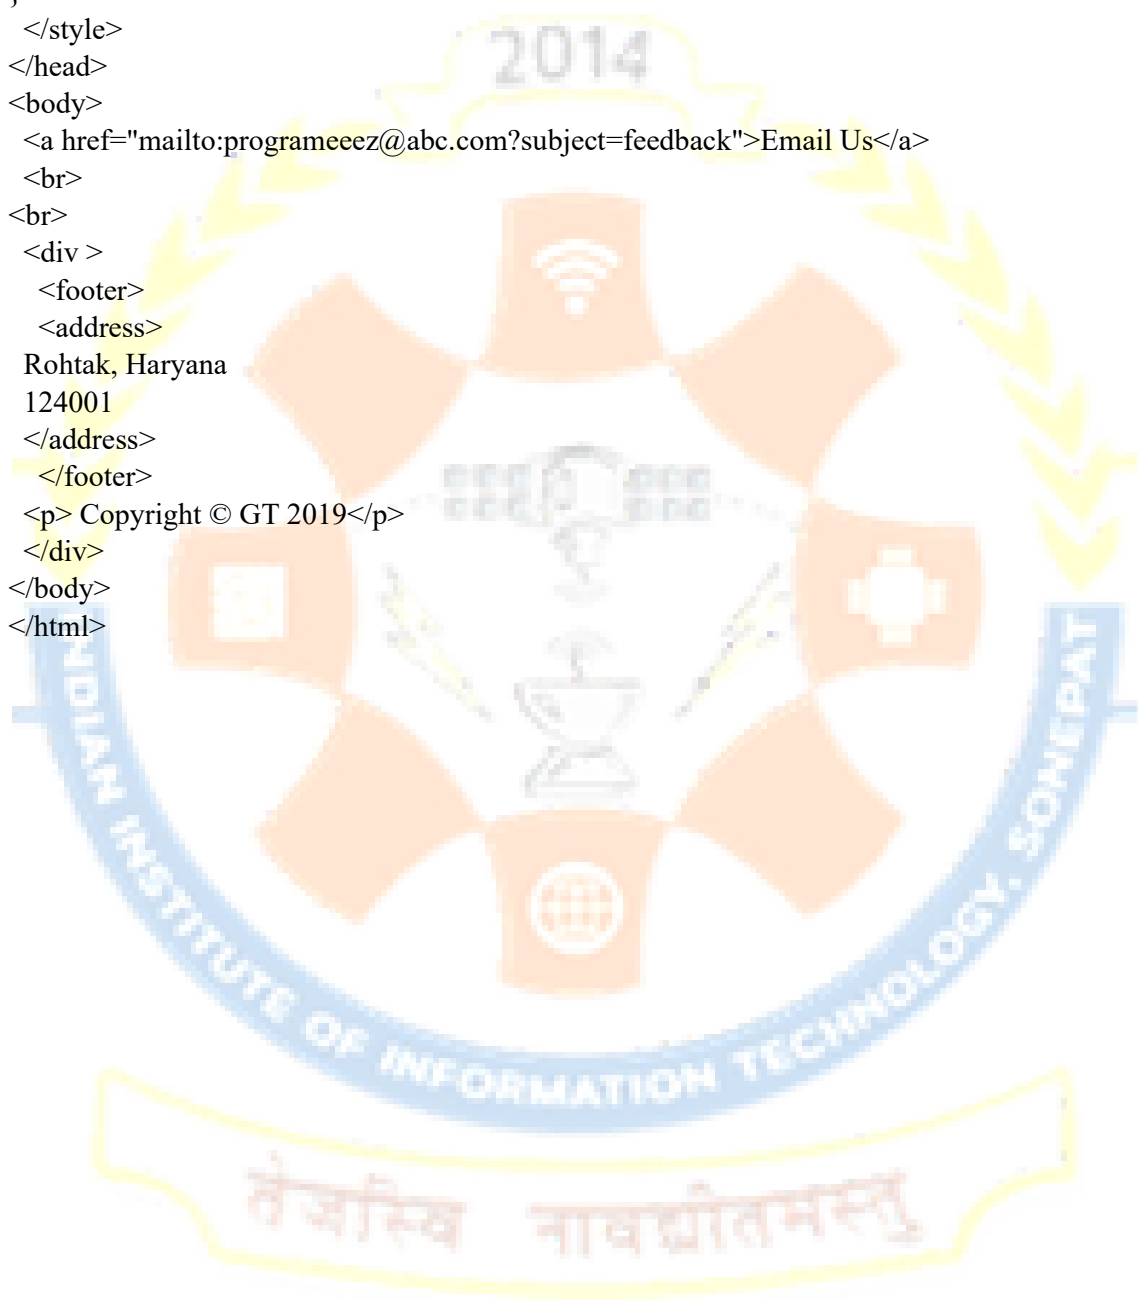 }
</style>
</head>
2014
<body>
<a href="mailto:programeeez@abc.com?subject=feedback">Email Us</a>
<br>
<br>
<div >
<footer>
<address>
Rohtak, Haryana
124001
</address>
</footer>
<p> Copyright © GT 2019</p>
</div>
</body>
</html>
INDIAN INSTITUTE OF INFORMATION TECHNOLOGY, SONEPAT
तेजस्वि नावधीतमस्तु